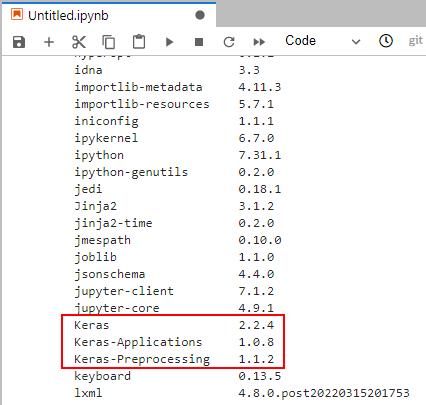 Untitled.ipynb
Code git
idna 3.3
importlib-metadata 4.11.3
importlib-resources 5.7.1
iniconfig 1.1.1
ipykernel 6.7.0
ipython 7.31.1
ipython-genutils 0.2.0
jedi 0.18.1
Jinja2 3.1.2
jinja2-time 0.2.0
jmespath 0.10.0
joblib 1.1.0
jsonschema 4.4.0
jupyter-client 7.1.2
jupyter-core 4.9.1
Keras 2.2.4
Keras-Applications 1.0.8
Keras-Preprocessing 1.1.2
keyboard 0.13.5
lxml 4.8.0.post20220315201753